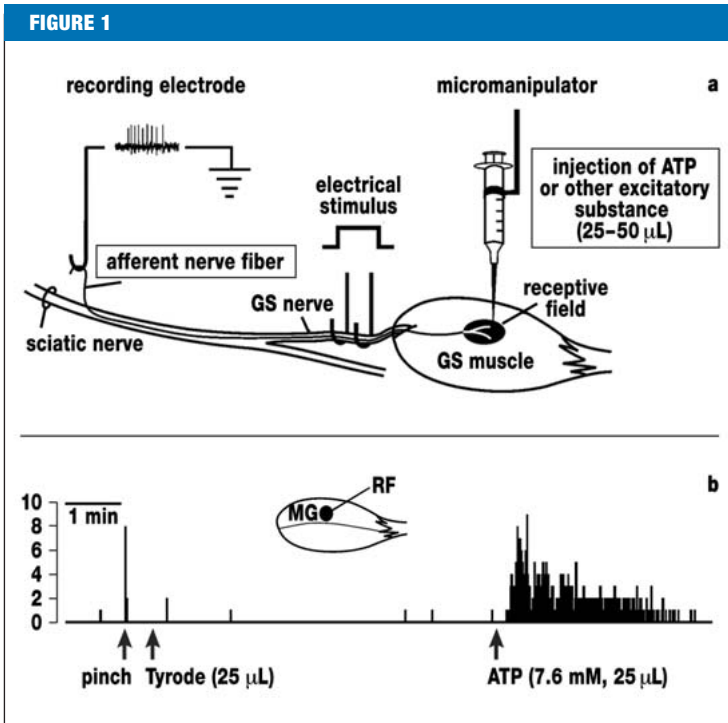 FIGURE 1
a
recording electrode
micromanipulator
electrical
stimulus
injection of ATP
or other excitatory
substance
(25–50 μL)
afferent nerve fiber
GS nerve
receptive
field
sciatic nerve
GS muscle
b
10
8
6
4
2
0
1 min
MG
RF
pinch
Tyrode (25 μL)
ATP (7.6 mM, 25 μL)